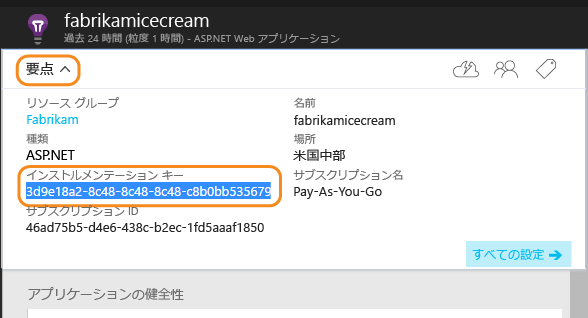 fabrikamicecream
過去 24 時間 (粒度 1 時間) - ASP.NET Web アプリケーション
要点
リソース グループ
Fabrikam
名前
fabrikamicecream
種類
ASP.NET
場所
米国中部
インストルメンテーション キー
3d9e18a2-8c48-8c48-8c48-c8b0bb535679
サブスクリプション名
Pay-As-You-Go
サブスクリプション ID
46ad75b5-d4e6-438c-b2ec-1fd5aaaf1850
すべての設定
アプリケーションの健全性